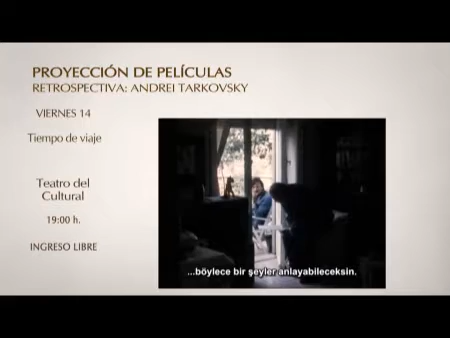 PROYECCIÓN DE PELÍCULAS
RETROSPECTIVA: ANDREI TARKOVSKY
VIERNES 14
Tiempo de viaje
Teatro del
Cultural
19:00 h.
INGRESO LIBRE
...böylece bir şeyler anlayabileceksin.